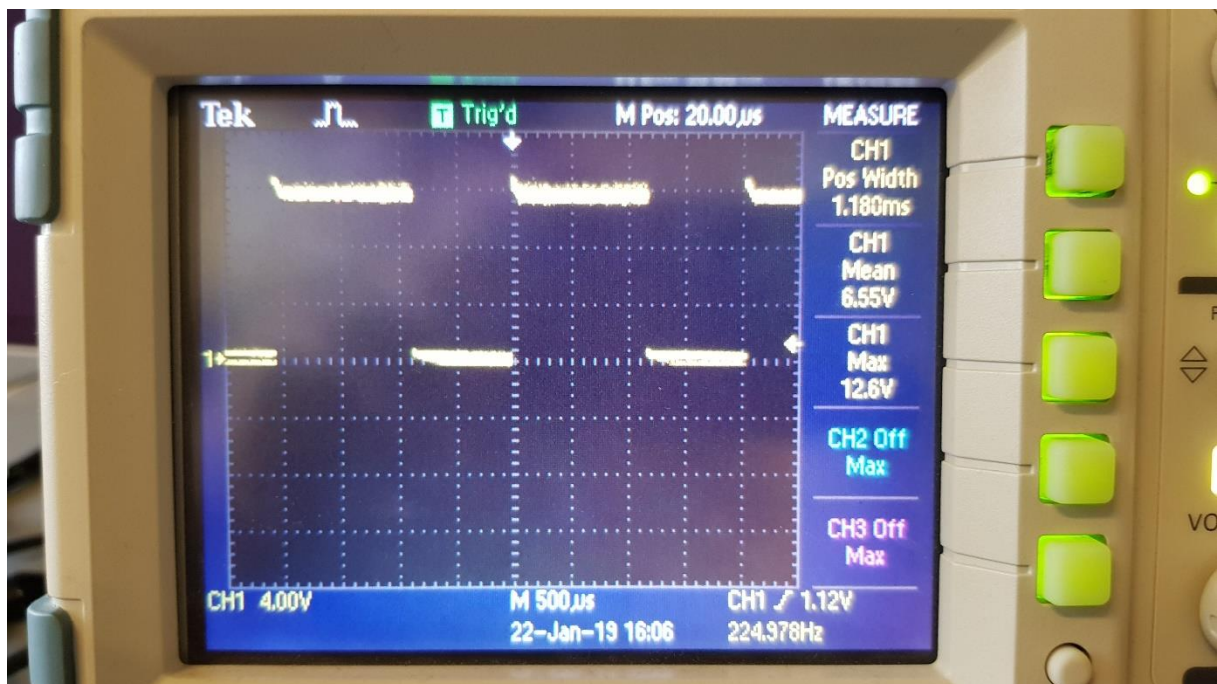 Tek T Trig'd M Pos: 20.00µs MEASURE
CH1
Pos Width
1.180ms
CH1
Mean
6.55V
1
CH1
Max
12.6V
CH2 Off
Max
CH3 Off
Max
CH1 4.00V M 500µs CH1 1.12V
22-Jan-19 16:06 224.978Hz
VO